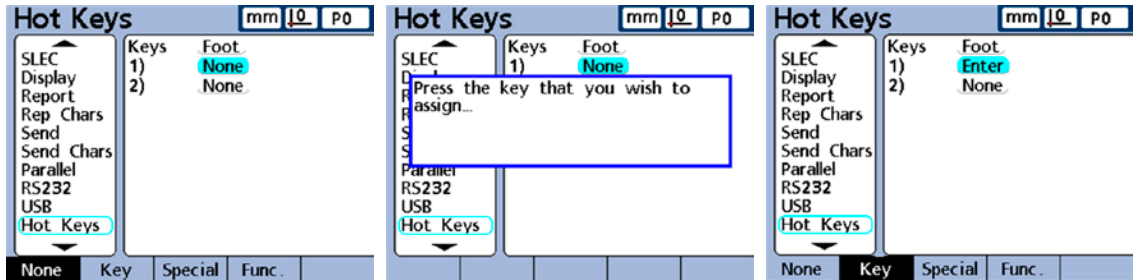 Hot Keys mm 0 P0
SLEC
Display
Report
Rep Chars
Send
Send Chars
Parallel
RS232
USB
Hot Keys
Keys Foot
1) None
2) None
None Key Special Func.
Hot Keys mm 0 P0
SLEC
Keys Foot
1) None
Press the key that you wish to
assign...
Parallel
RS232
USB
Hot Keys
Hot Keys mm 0 P0
SLEC
Display
Report
Rep Chars
Send
Send Chars
Parallel
RS232
USB
Hot Keys
Keys Foot
1) Enter
2) None
None Key Special Func.